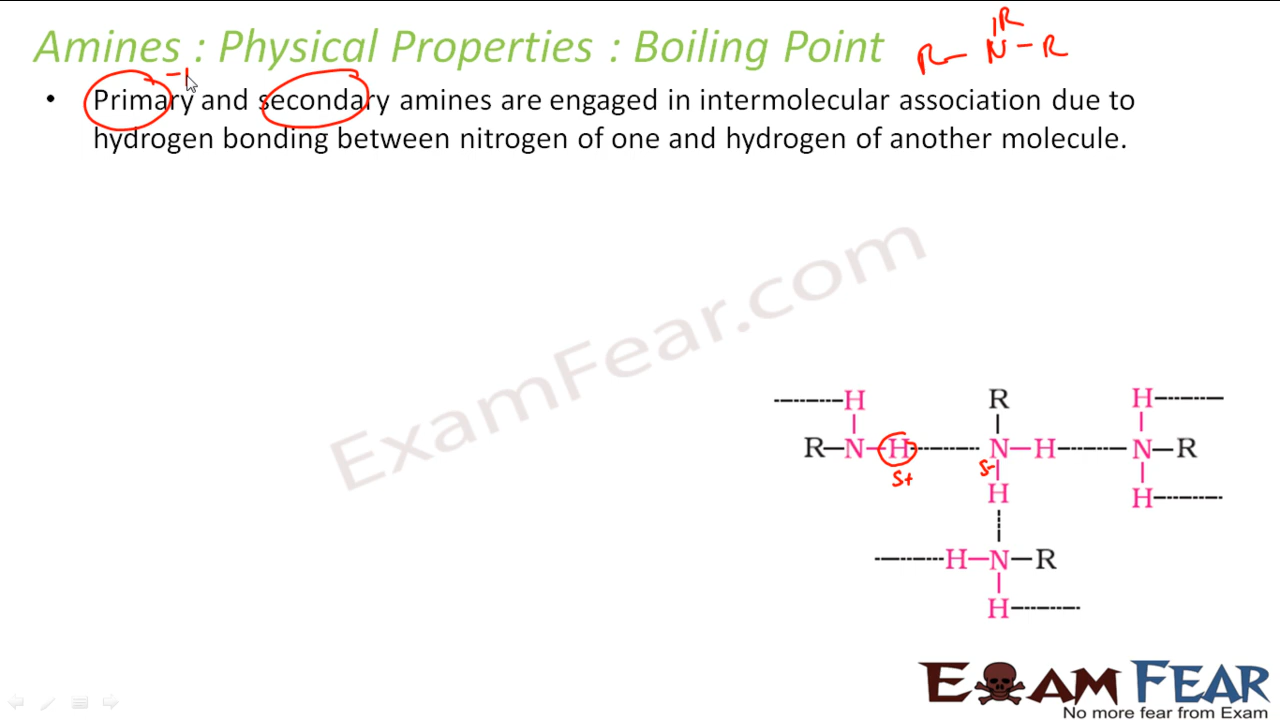 Amines : Physical Properties : Boiling Point
R
R – N – R
• Primary and secondary amines are engaged in intermolecular association due to
hydrogen bonding between nitrogen of one and hydrogen of another molecule.
ExamFear.com
H R H
R–N–H N–H N–R
δ+ δ-
H H
H–N–R
H
EXAM FEAR
No more fear from Exam